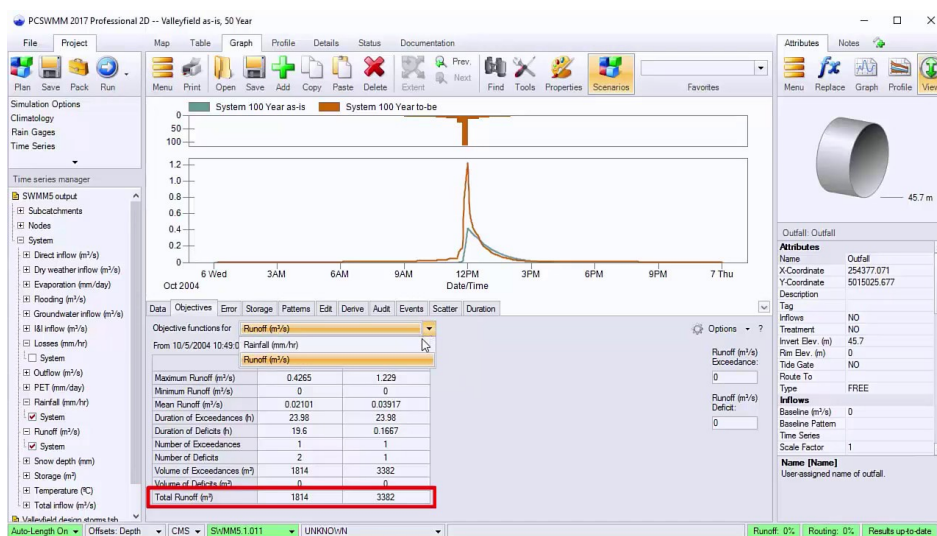 PCSWMM 2017 Professional 2D -- Valleyfield as-is, 50 Year
File Project Map Table Graph Profile Details Status Documentation Attributes Notes
Prev.
Next
Plan Save Pack Run Menu Print Open Save Add Copy Paste Delete Extent Find Tools Properties Scenarios Favorites Menu Replace Graph Profile View
Simulation Options
Climatology
Rain Gages
Time Series
Time series manager
SWMM5 output
Subcatchments
Nodes
System
Direct inflow (m³/s)
Dry weather inflow (m³/s)
Evaporation (mm/day)
Flooding (m³/s)
Groundwater inflow (m³/s)
I&I inflow (m³/s)
Losses (mm/hr)
System
Outflow (m³/s)
PET (mm/day)
Rainfall (mm/hr)
System
Runoff (m³/s)
System
Snow depth (mm)
Storage (m³)
Temperature (ºC)
Total inflow (m³/s)
Valleyfield design storms.tsb
System 100 Year as-is System 100 Year to-be
0
50
100
1.2
1.0
0.8
0.6
0.4
0.2
0
6 Wed 3AM 6AM 9AM 12PM 3PM 6PM 9PM 7 Thu
Oct 2004 Date/Time
Data Objectives Error Storage Patterns Edit Derive Audit Events Scatter Duration
Objective functions for Runoff (m³/s) Options ?
From 10/5/2004 10:49:0 Rainfall (mm/hr)
Runoff (m³/s)
Maximum Runoff (m³/s) 0.4265 1.229
Minimum Runoff (m³/s) 0 0
Mean Runoff (m³/s) 0.02101 0.03917
Duration of Exceedances (h) 23.98 23.98
Duration of Deficits (h) 19.6 0.1667
Number of Exceedances 1 1
Number of Deficits 2 1
Volume of Exceedances (m³) 1814 3382
Volume of Deficits (m³) 0 0
Total Runoff (m³) 1814 3382
Runoff (m³/s)
Exceedance:
0
Runoff (m³/s)
Deficit:
0
45.7 m
Outfall: Outfall
Attributes
Name Outfall
X-Coordinate 254377.071
Y-Coordinate 5015025.677
Description
Tag
Inflows NO
Treatment NO
Invert Elev. (m) 45.7
Rim Elev. (m) 0
Tide Gate NO
Route To
Type FREE
Inflows
Baseline (m³/s) 0
Baseline Pattern
Time Series
Scale Factor 1
Name [Name]
User-assigned name of outfall.
Auto-Length On Offsets: Depth CMS SWMM5.1.011 UNKNOWN Runoff: 0% Routing: 0% Results up-to-date